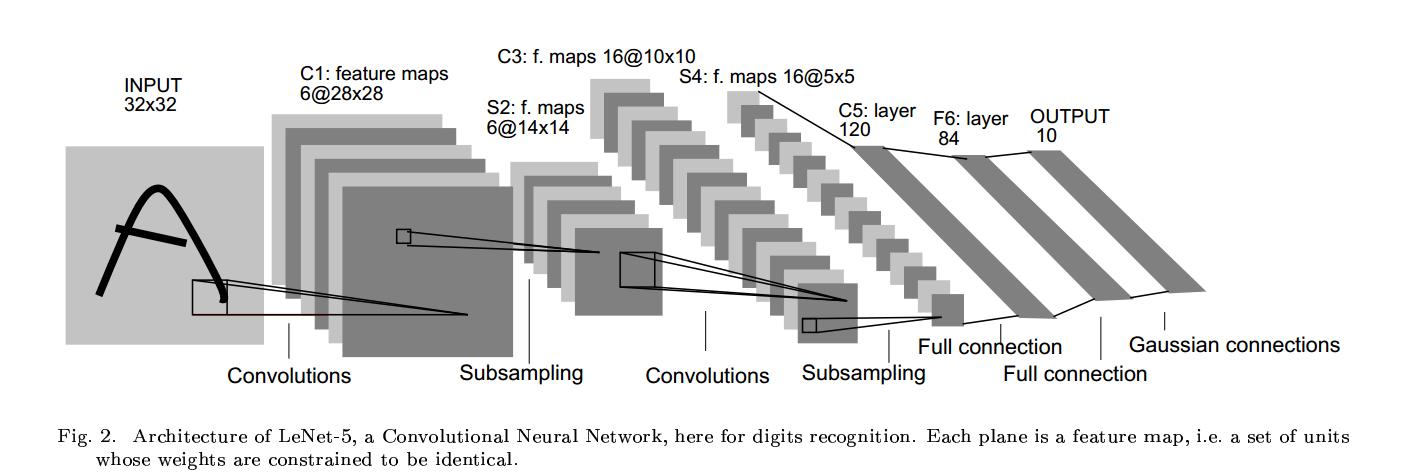 INPUT
32x32
C1: feature maps
6@28x28
S2: f. maps
6@14x14
C3: f. maps 16@10x10
S4: f. maps 16@5x5
C5: layer
120
F6: layer
84
OUTPUT
10
Convolutions
Subsampling
Convolutions
Subsampling
Full connection
Full connection
Gaussian connections
Fig. 2. Architecture of LeNet-5, a Convolutional Neural Network, here for digits recognition. Each plane is a feature map, i.e. a set of units
whose weights are constrained to be identical.